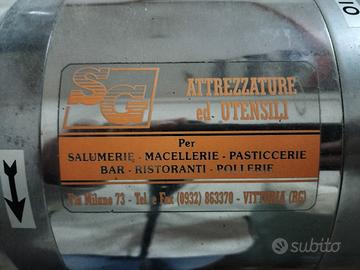 SG
ATTREZZATURE
ed UTENSILI
Per
SALUMERIE - MACELLERIE - PASTICCERIE
BAR - RISTORANTI - POLLERIE
Via Milano 73 - Tel. e Fax (0932) 863370 - VITTORIA (RG)
subito